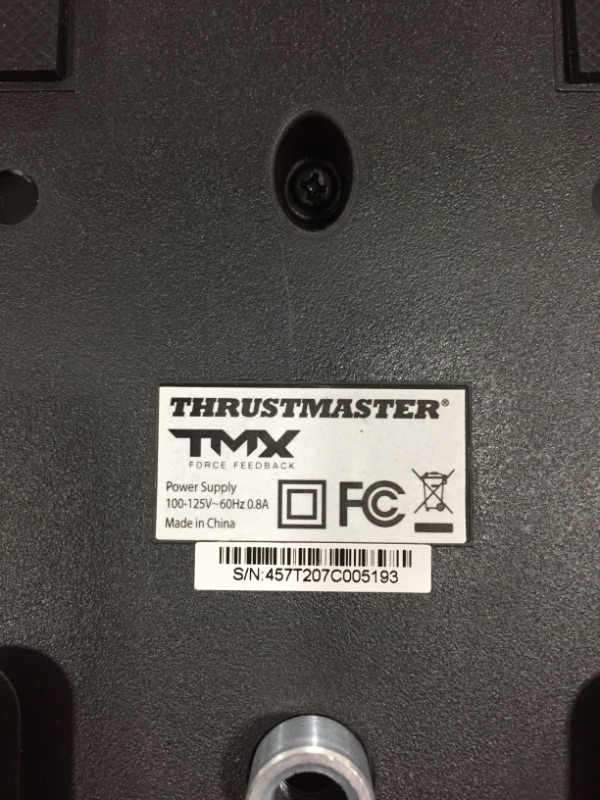 THRUSTMASTER®
TMX
FORCE FEEDBACK
Power Supply
100-125V~60Hz 0.8A
Made in China
FC
S/N:457T207C005193